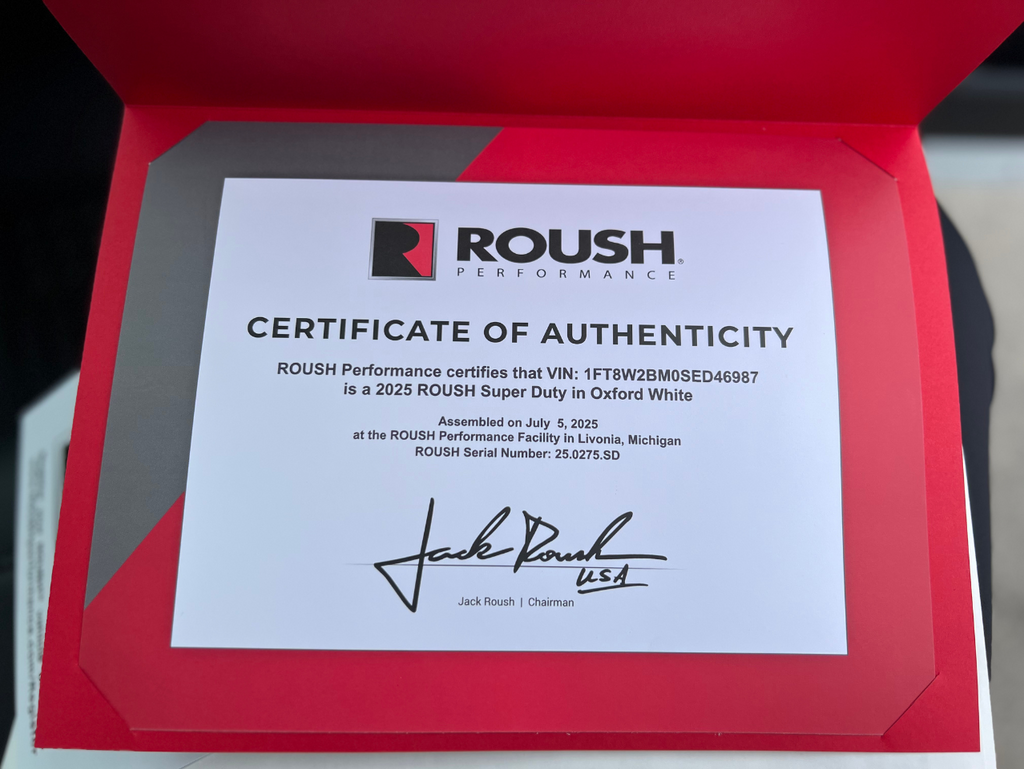 ROUSH®
PERFORMANCE
CERTIFICATE OF AUTHENTICITY
ROUSH Performance certifies that VIN: 1FT8W2BM0SED46987
is a 2025 ROUSH Super Duty in Oxford White
Assembled on July 5, 2025
at the ROUSH Performance Facility in Livonia, Michigan
ROUSH Serial Number: 25.0275.SD
Jack Roush
USA
Jack Roush | Chairman